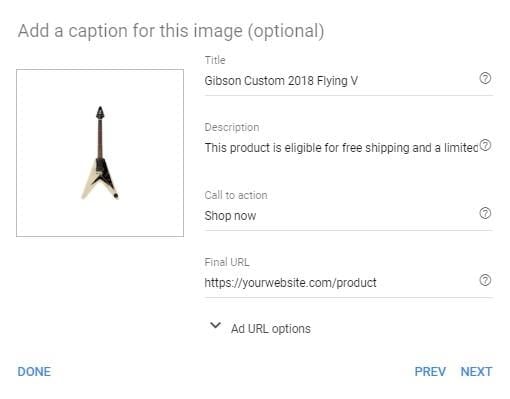 Add a caption for this image (optional)
Title
Gibson Custom 2018 Flying V
Description
This product is eligible for free shipping and a limited
Call to action
Shop now
Final URL
https://yourwebsite.com/product
Ad URL options
DONE
PREV NEXT